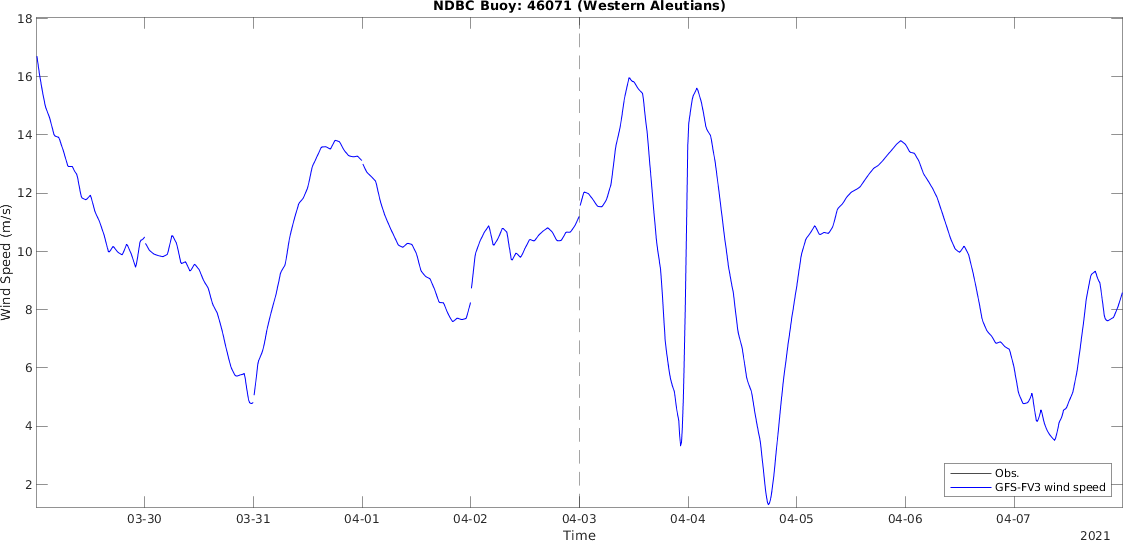 NDBC Buoy: 46071 (Western Aleutians)
18
16
14
12
10
8
6
4
2
Wind Speed (m/s)
Obs.
GFS-FV3 wind speed
03-30 03-31 04-01 04-02 04-03 04-04 04-05 04-06 04-07
Time
2021